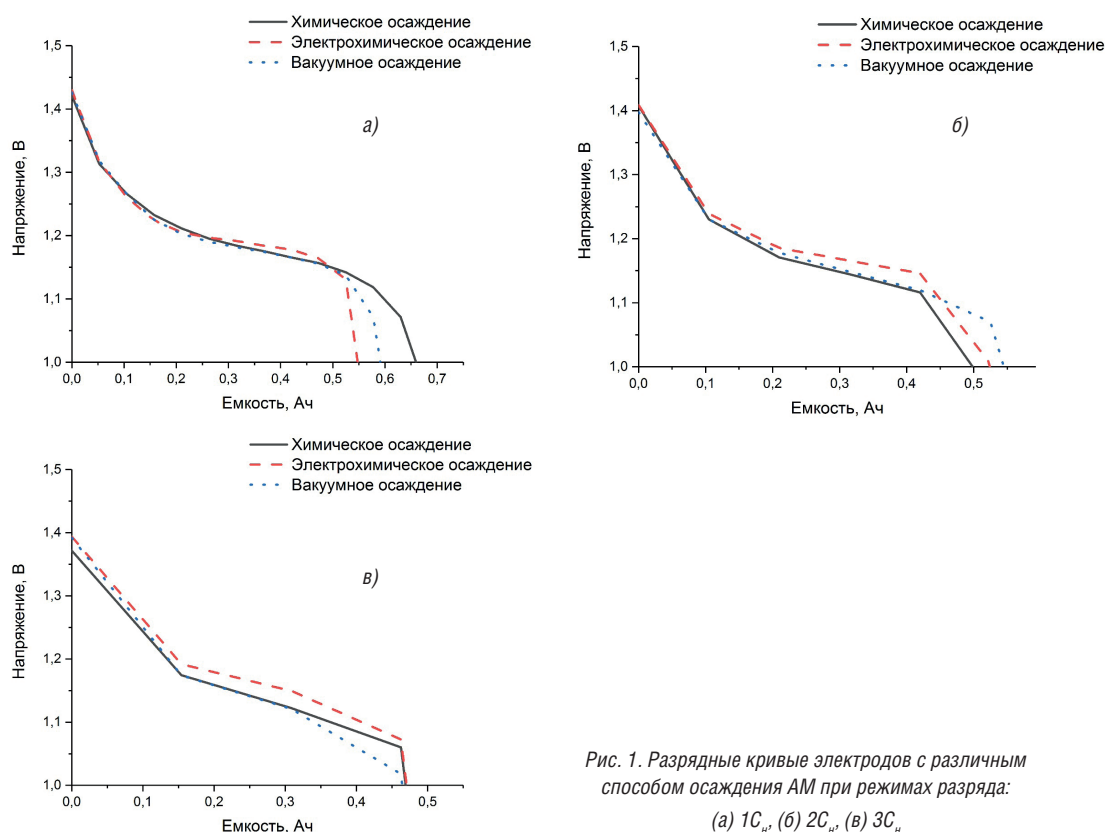 Химическое осаждение
Электрохимическое осаждение
Вакуумное осаждение
1,5
1,4
1,3
1,2
1,1
1,0
Напряжение, В
а)
0,0 0,1 0,2 0,3 0,4 0,5 0,6 0,7
Емкость, Ач
Химическое осаждение
Электрохимическое осаждение
Вакуумное осаждение
1,5
1,4
1,3
1,2
1,1
1,0
Напряжение, В
б)
0,0 0,1 0,2 0,3 0,4 0,5
Емкость, Ач
Химическое осаждение
Электрохимическое осаждение
Вакуумное осаждение
1,5
1,4
1,3
1,2
1,1
1,0
Напряжение, В
в)
0,0 0,1 0,2 0,3 0,4 0,5
Емкость, Ач
Рис. 1. Разрядные кривые электродов с различным
способом осаждения АМ при режимах разряда:
(а) 1Сн, (б) 2Сн, (в) 3Сн